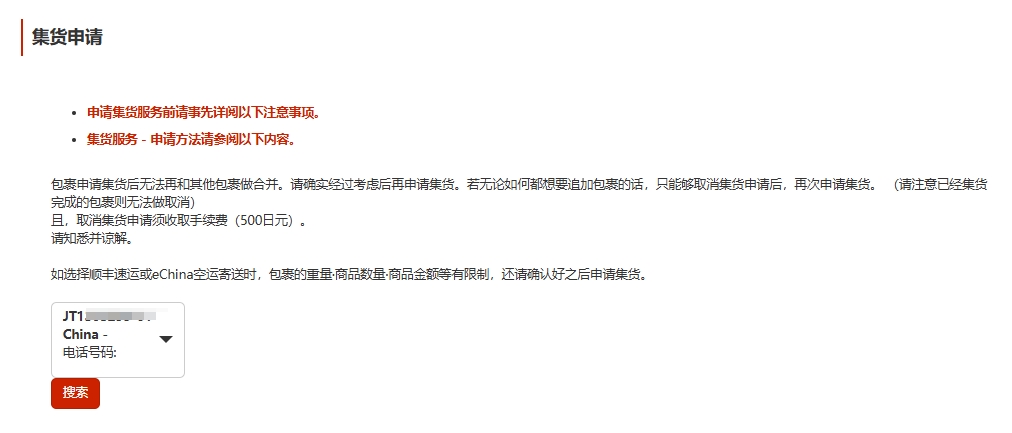 集货申请
申请集货服务前请事先详阅以下注意事项。
集货服务 - 申请方法请参阅以下内容。
包裹申请集货后无法再和其他包裹做合并。请确实经过考虑后再申请集货。若无论如何都想要追加包裹的话，只能够取消集货申请后，再次申请集货。 （请注意已经集货
完成的包裹则无法做取消）
且，取消集货申请须收取手续费（500日元）。
请知悉并谅解。
如选择顺丰速运或eChina空运寄送时，包裹的重量·商品数量·商品金额等有限制，还请确认好之后申请集货。
JT1
China -
电话号码:
搜索